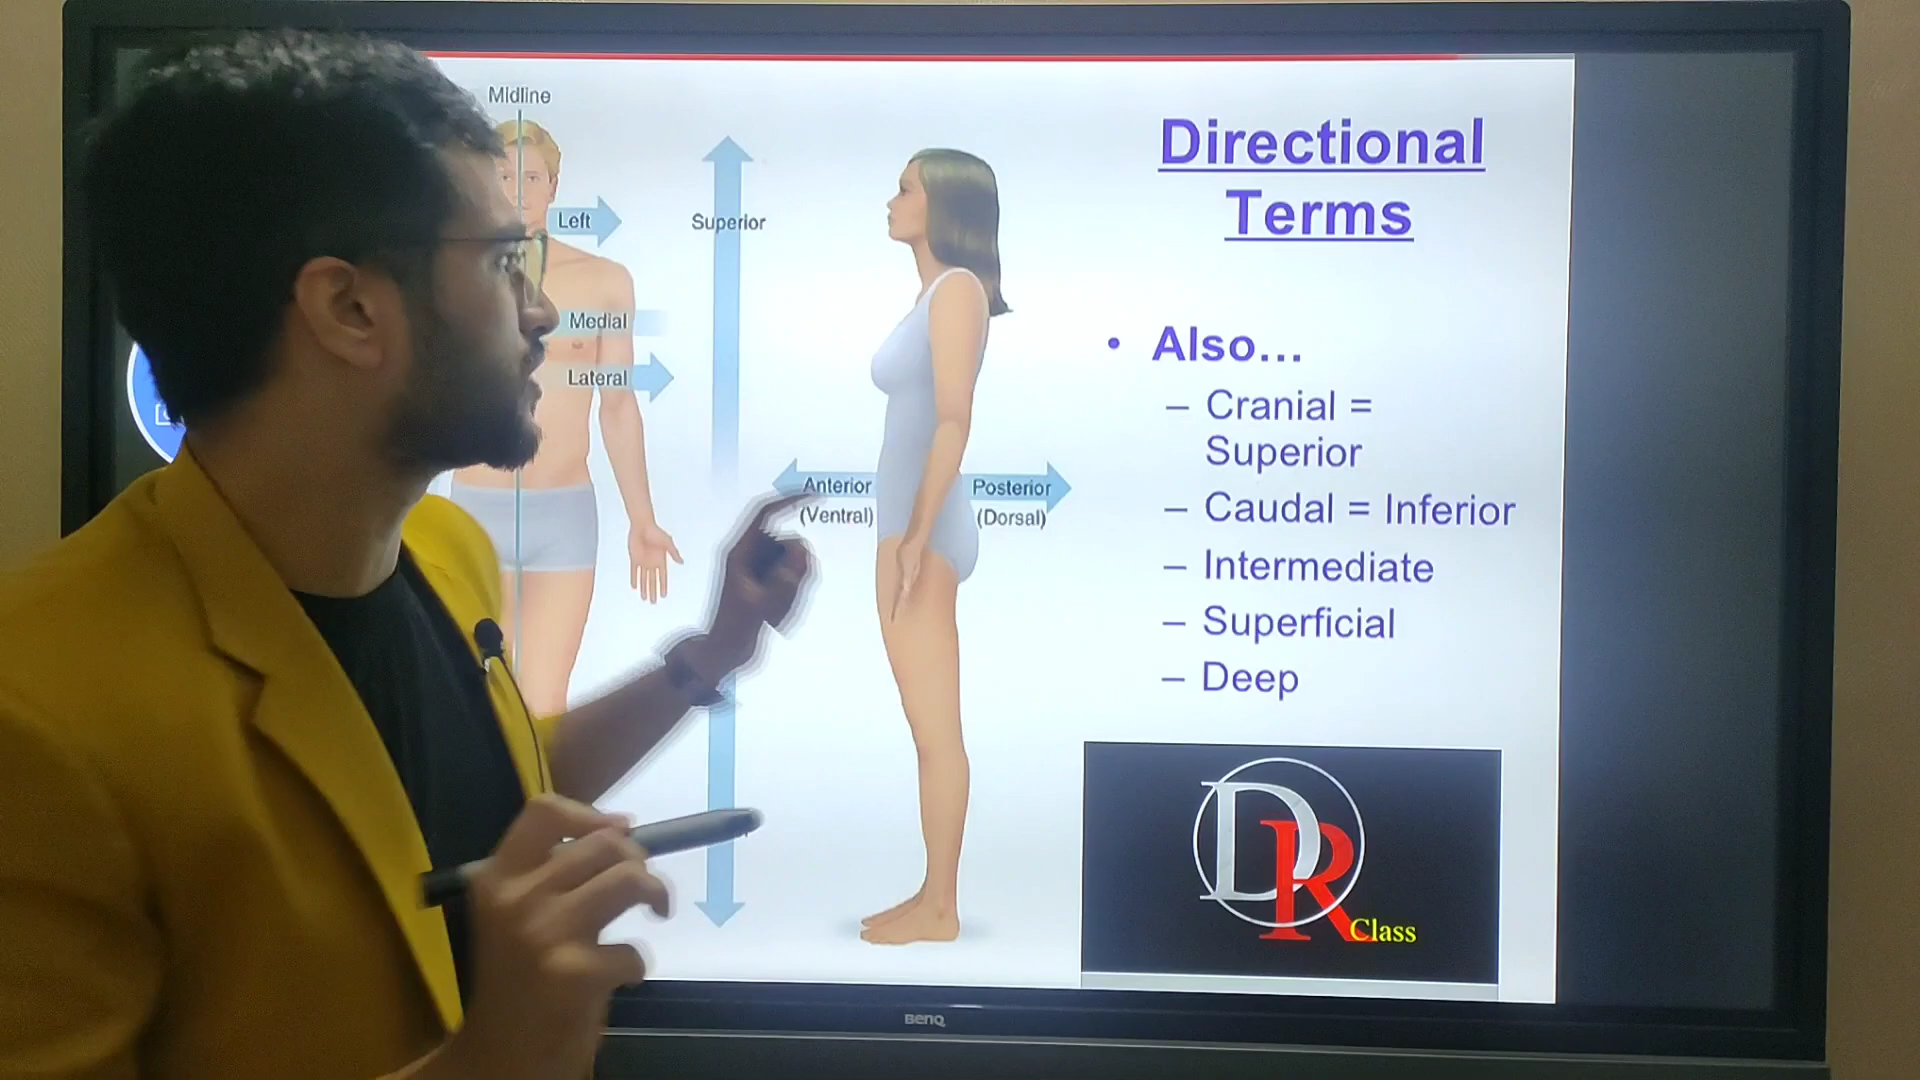 Midline
Left
Superior
Medial
Lateral
Anterior
(Ventral)
Posterior
(Dorsal)
Directional
Terms
• Also...
– Cranial =
Superior
– Caudal = Inferior
– Intermediate
– Superficial
– Deep
DR
Class
BenQ